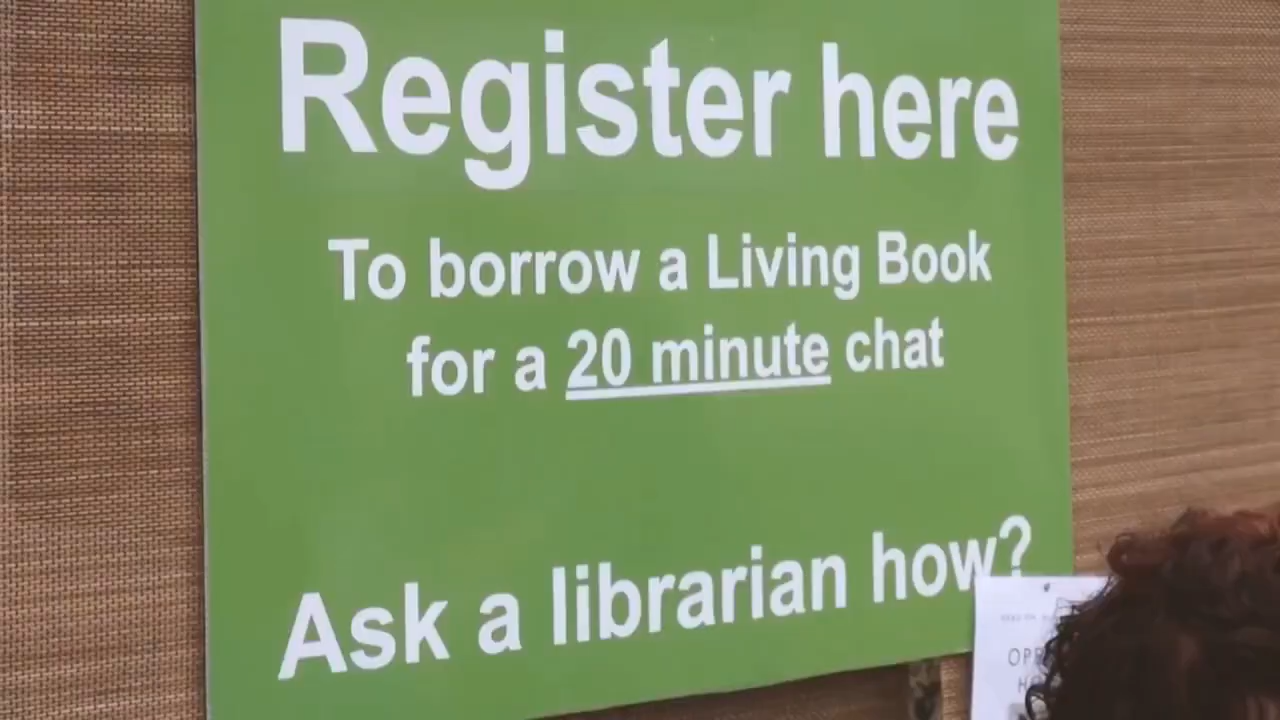 Register here
To borrow a Living Book
for a 20 minute chat
Ask a librarian how?